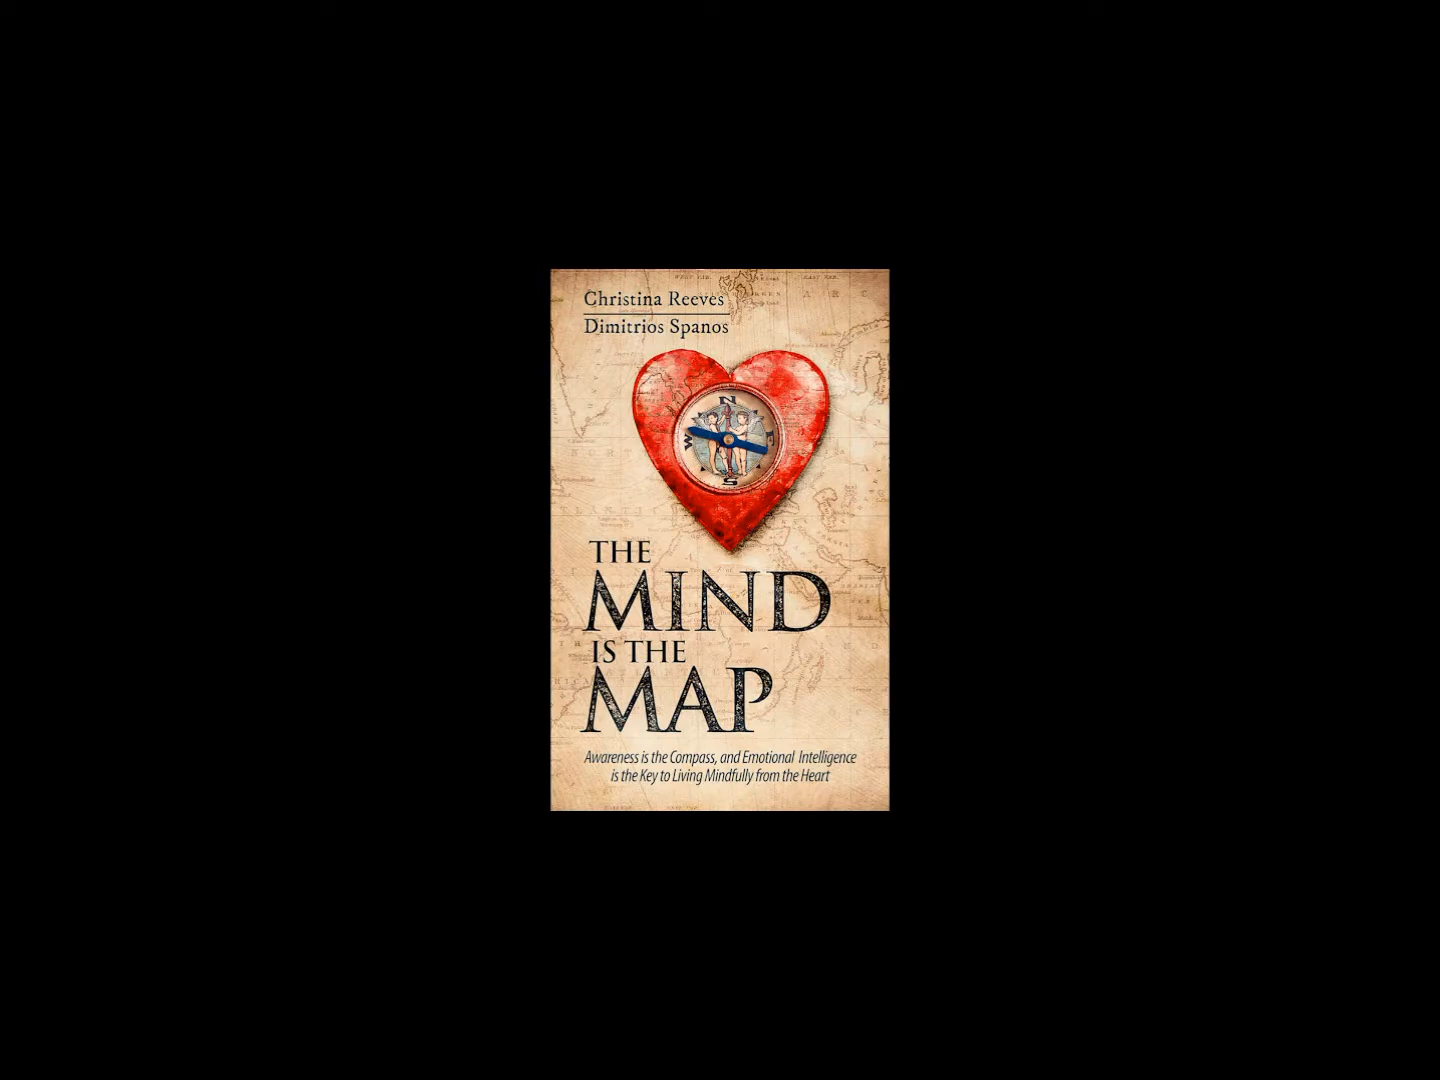 Christina Reeves
Dimitrios Spanos
N
W E
S
THE
MIND
IS THE
MAP
Awareness is the Compass, and Emotional Intelligence
is the Key to Living Mindfully from the Heart